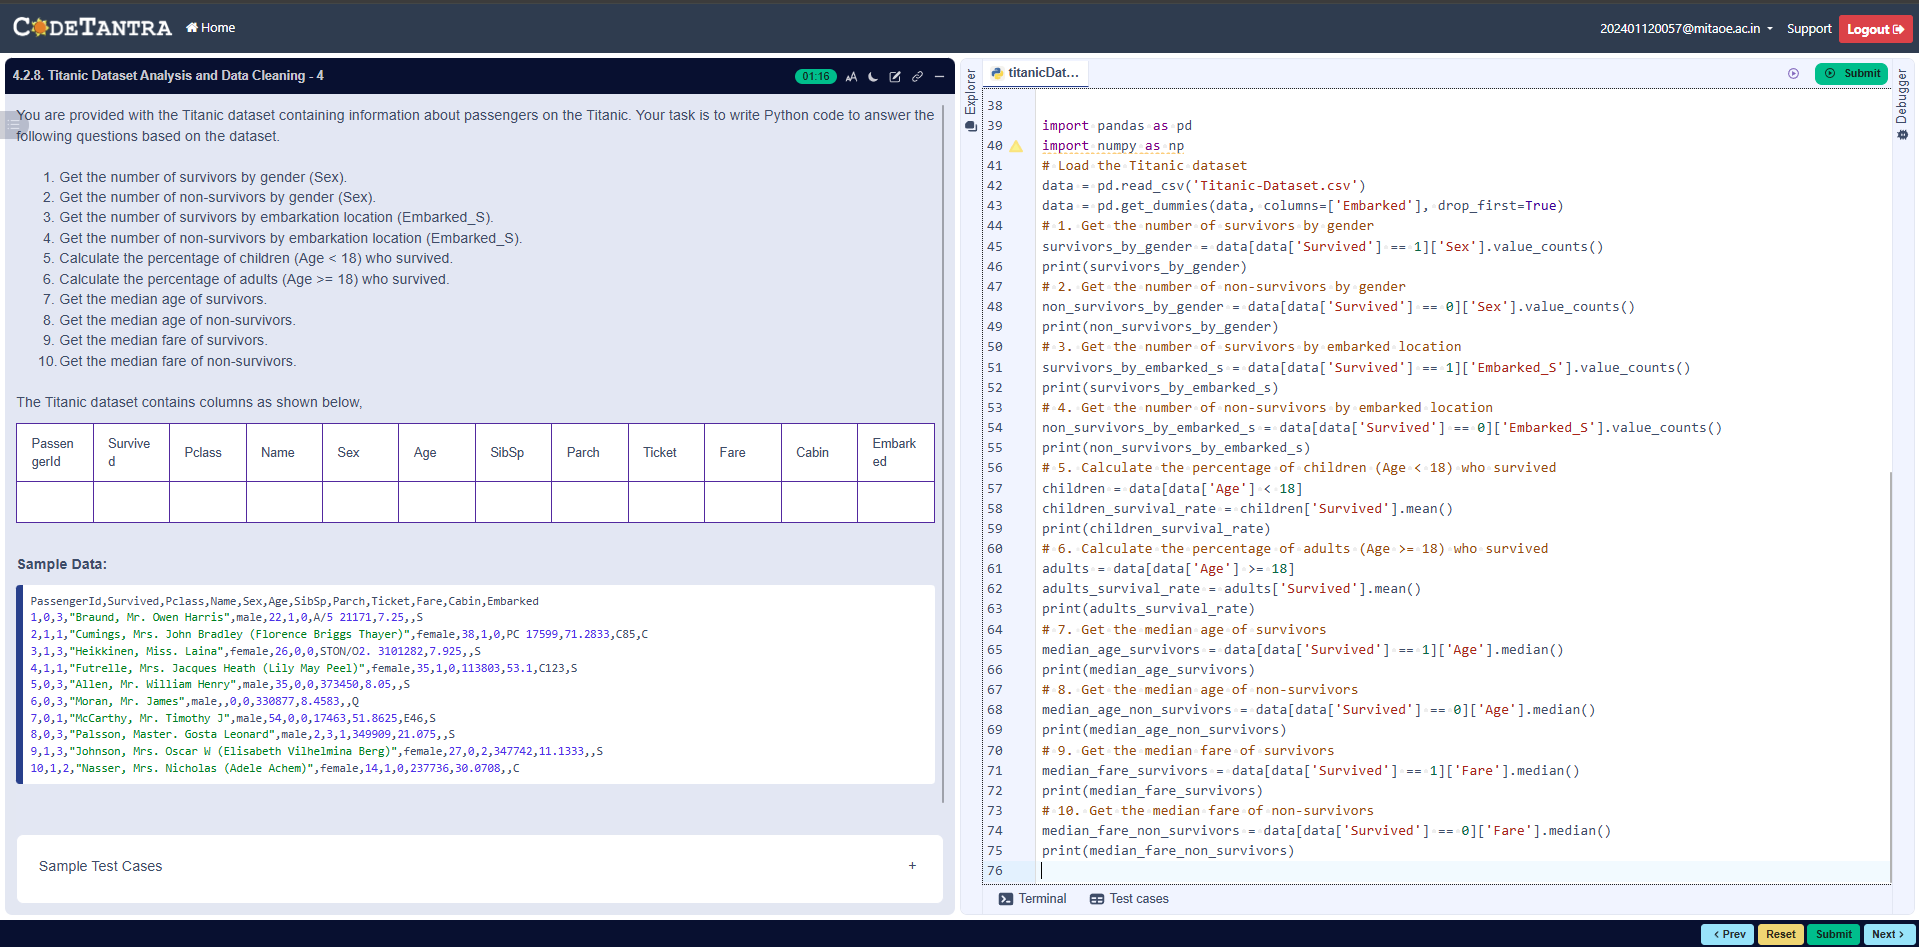 CODETANTRA
Home
202401120057@mitaoe.ac.in
Support
Logout
4.2.8. Titanic Dataset Analysis and Data Cleaning - 4
01:16
AA
You are provided with the Titanic dataset containing information about passengers on the Titanic. Your task is to write Python code to answer the
following questions based on the dataset.
1. Get the number of survivors by gender (Sex).
2. Get the number of non-survivors by gender (Sex).
3. Get the number of survivors by embarkation location (Embarked_S).
4. Get the number of non-survivors by embarkation location (Embarked_S).
5. Calculate the percentage of children (Age < 18) who survived.
6. Calculate the percentage of adults (Age >= 18) who survived.
7. Get the median age of survivors.
8. Get the median age of non-survivors.
9. Get the median fare of survivors.
10. Get the median fare of non-survivors.
The Titanic dataset contains columns as shown below,
Passen
gerId
Survive
d
Pclass
Name
Sex
Age
SibSp
Parch
Ticket
Fare
Cabin
Embark
ed
Sample Data:
PassengerId,Survived,Pclass,Name,Sex,Age,SibSp,Parch,Ticket,Fare,Cabin,Embarked
1,0,3,"Braund, Mr. Owen Harris",male,22,1,0,A/5 21171,7.25,,S
2,1,1,"Cumings, Mrs. John Bradley (Florence Briggs Thayer)",female,38,1,0,PC 17599,71.2833,C85,C
3,1,3,"Heikkinen, Miss. Laina",female,26,0,0,STON/O2. 3101282,7.925,,S
4,1,1,"Futrelle, Mrs. Jacques Heath (Lily May Peel)",female,35,1,0,113803,53.1,C123,S
5,0,3,"Allen, Mr. William Henry",male,35,0,0,373450,8.05,,S
6,0,3,"Moran, Mr. James",male,,0,0,330877,8.4583,,Q
7,0,1,"McCarthy, Mr. Timothy J",male,54,0,0,17463,51.8625,E46,S
8,0,3,"Palsson, Master. Gosta Leonard",male,2,3,1,349909,21.075,,S
9,1,3,"Johnson, Mrs. Oscar W (Elisabeth Vilhelmina Berg)",female,27,0,2,347742,11.1333,,S
10,1,2,"Nasser, Mrs. Nicholas (Adele Achem)",female,14,1,0,237736,30.0708,,C
Sample Test Cases
+
Explorer
titanicDat...
Submit
Debugger
38
39 import pandas as pd
40 import numpy as np
41 # Load the Titanic dataset
42 data = pd.read_csv('Titanic-Dataset.csv')
43 data = pd.get_dummies(data, columns=['Embarked'], drop_first=True)
44 # 1. Get the number of survivors by gender
45 survivors_by_gender = data[data['Survived'] == 1]['Sex'].value_counts()
46 print(survivors_by_gender)
47 # 2. Get the number of non-survivors by gender
48 non_survivors_by_gender = data[data['Survived'] == 0]['Sex'].value_counts()
49 print(non_survivors_by_gender)
50 # 3. Get the number of survivors by embarked location
51 survivors_by_embarked_s = data[data['Survived'] == 1]['Embarked_S'].value_counts()
52 print(survivors_by_embarked_s)
53 # 4. Get the number of non-survivors by embarked location
54 non_survivors_by_embarked_s = data[data['Survived'] == 0]['Embarked_S'].value_counts()
55 print(non_survivors_by_embarked_s)
56 # 5. Calculate the percentage of children (Age < 18) who survived
57 children = data[data['Age'] < 18]
58 children_survival_rate = children['Survived'].mean()
59 print(children_survival_rate)
60 # 6. Calculate the percentage of adults (Age >= 18) who survived
61 adults = data[data['Age'] >= 18]
62 adults_survival_rate = adults['Survived'].mean()
63 print(adults_survival_rate)
64 # 7. Get the median age of survivors
65 median_age_survivors = data[data['Survived'] == 1]['Age'].median()
66 print(median_age_survivors)
67 # 8. Get the median age of non-survivors
68 median_age_non_survivors = data[data['Survived'] == 0]['Age'].median()
69 print(median_age_non_survivors)
70 # 9. Get the median fare of survivors
71 median_fare_survivors = data[data['Survived'] == 1]['Fare'].median()
72 print(median_fare_survivors)
73 # 10. Get the median fare of non-survivors
74 median_fare_non_survivors = data[data['Survived'] == 0]['Fare'].median()
75 print(median_fare_non_survivors)
76
Terminal
Test cases
< Prev
Reset
Submit
Next >